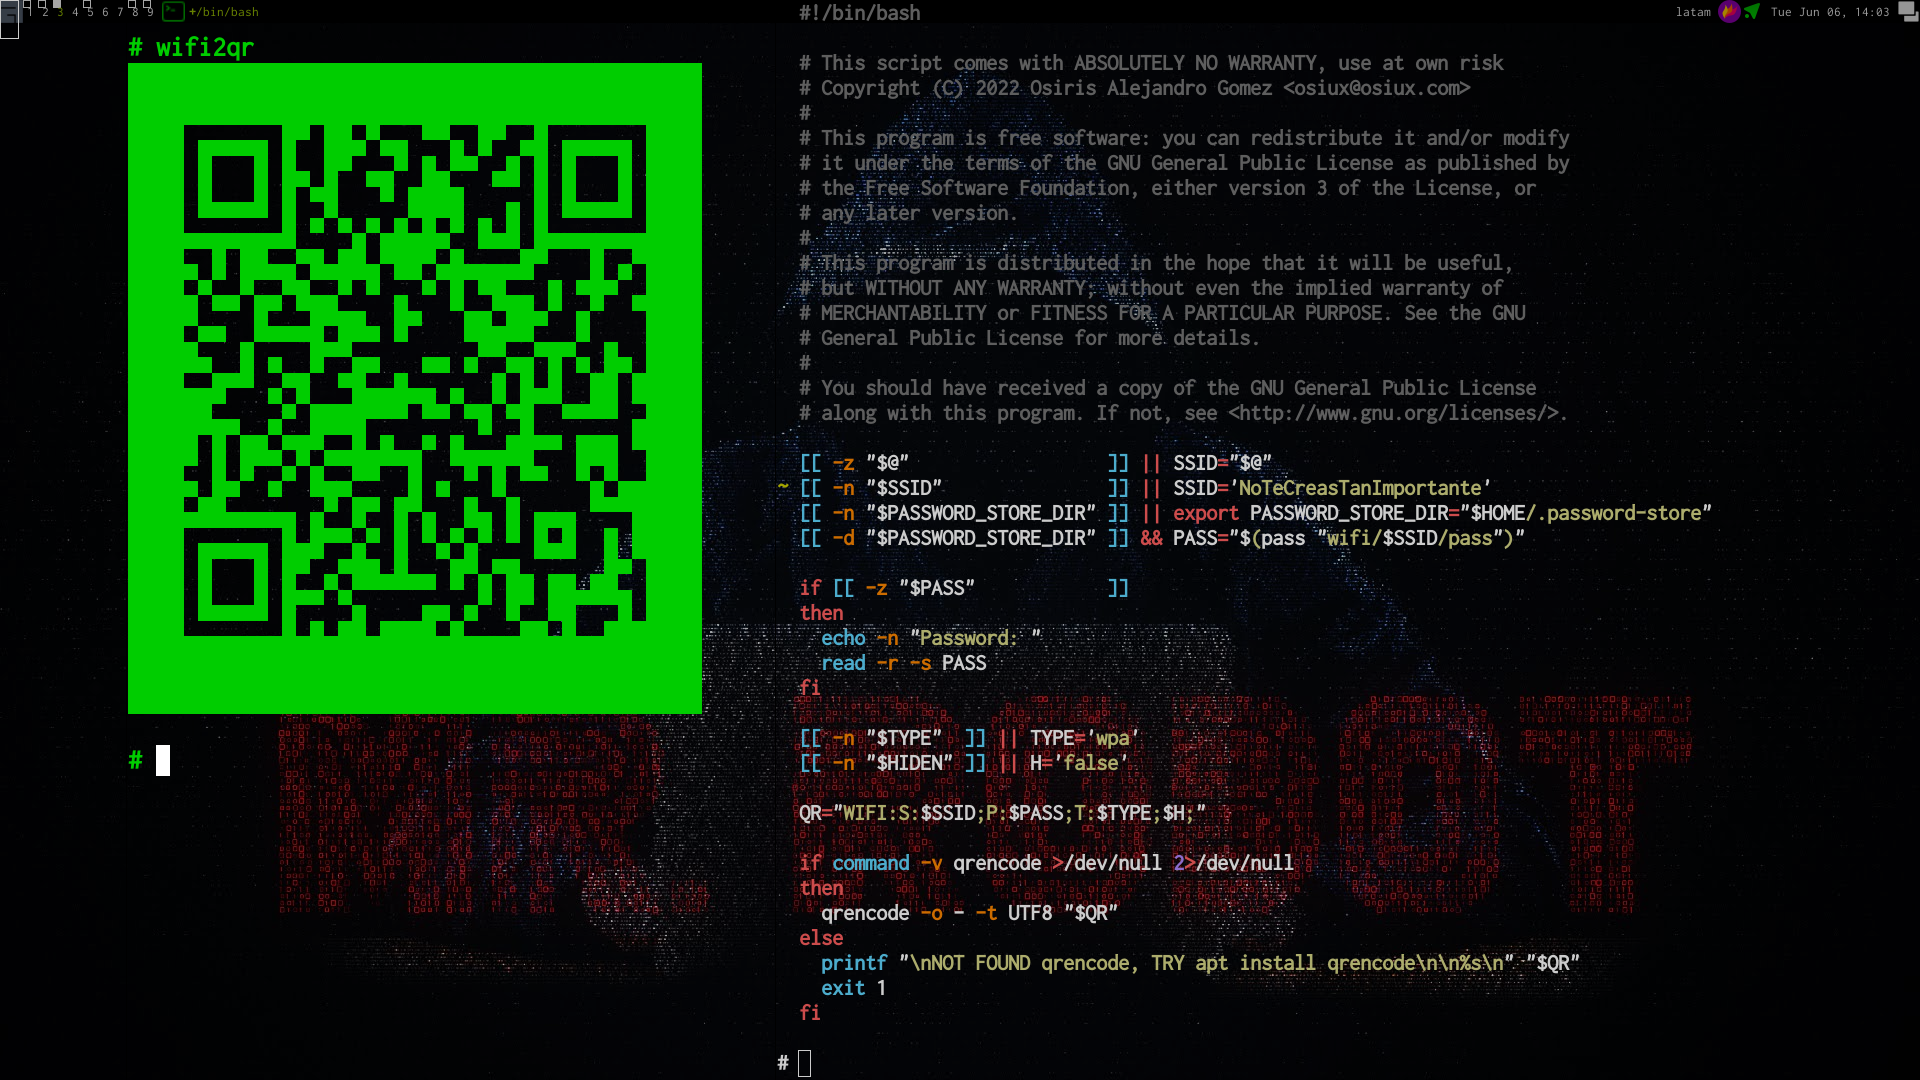 1 2 3 4 5 6 7 8 9 +/bin/bash
latam Tue Jun 06, 14:03
# wifi2qr
#
#!/bin/bash
# This script comes with ABSOLUTELY NO WARRANTY, use at own risk
# Copyright (C) 2022 Osiris Alejandro Gomez <osiux@osiux.com>
#
# This program is free software: you can redistribute it and/or modify
# it under the terms of the GNU General Public License as published by
# the Free Software Foundation, either version 3 of the License, or
# any later version.
#
# This program is distributed in the hope that it will be useful,
# but WITHOUT ANY WARRANTY; without even the implied warranty of
# MERCHANTABILITY or FITNESS FOR A PARTICULAR PURPOSE. See the GNU
# General Public License for more details.
#
# You should have received a copy of the GNU General Public License
# along with this program. If not, see <http://www.gnu.org/licenses/>.
[[ -z "$@" ]] || SSID="$@"
~ [[ -n "$SSID" ]] || SSID='NoTeCreasTanImportante'
[[ -n "$PASSWORD_STORE_DIR" ]] || export PASSWORD_STORE_DIR="$HOME/.password-store"
[[ -d "$PASSWORD_STORE_DIR" ]] && PASS="$(pass "wifi/$SSID/pass")"
if [[ -z "$PASS" ]]
then
echo -n "Password: "
read -r -s PASS
fi
[[ -n "$TYPE" ]] || TYPE='wpa'
[[ -n "$HIDEN" ]] || H='false'
QR="WIFI:S:$SSID;P:$PASS;T:$TYPE;$H;"
if command -v qrencode >/dev/null 2>/dev/null
then
qrencode -o - -t UTF8 "$QR"
else
printf "\nNOT FOUND qrencode, TRY apt install qrencode\n\n%s\n" "$QR"
exit 1
fi
#
MR ROBOT